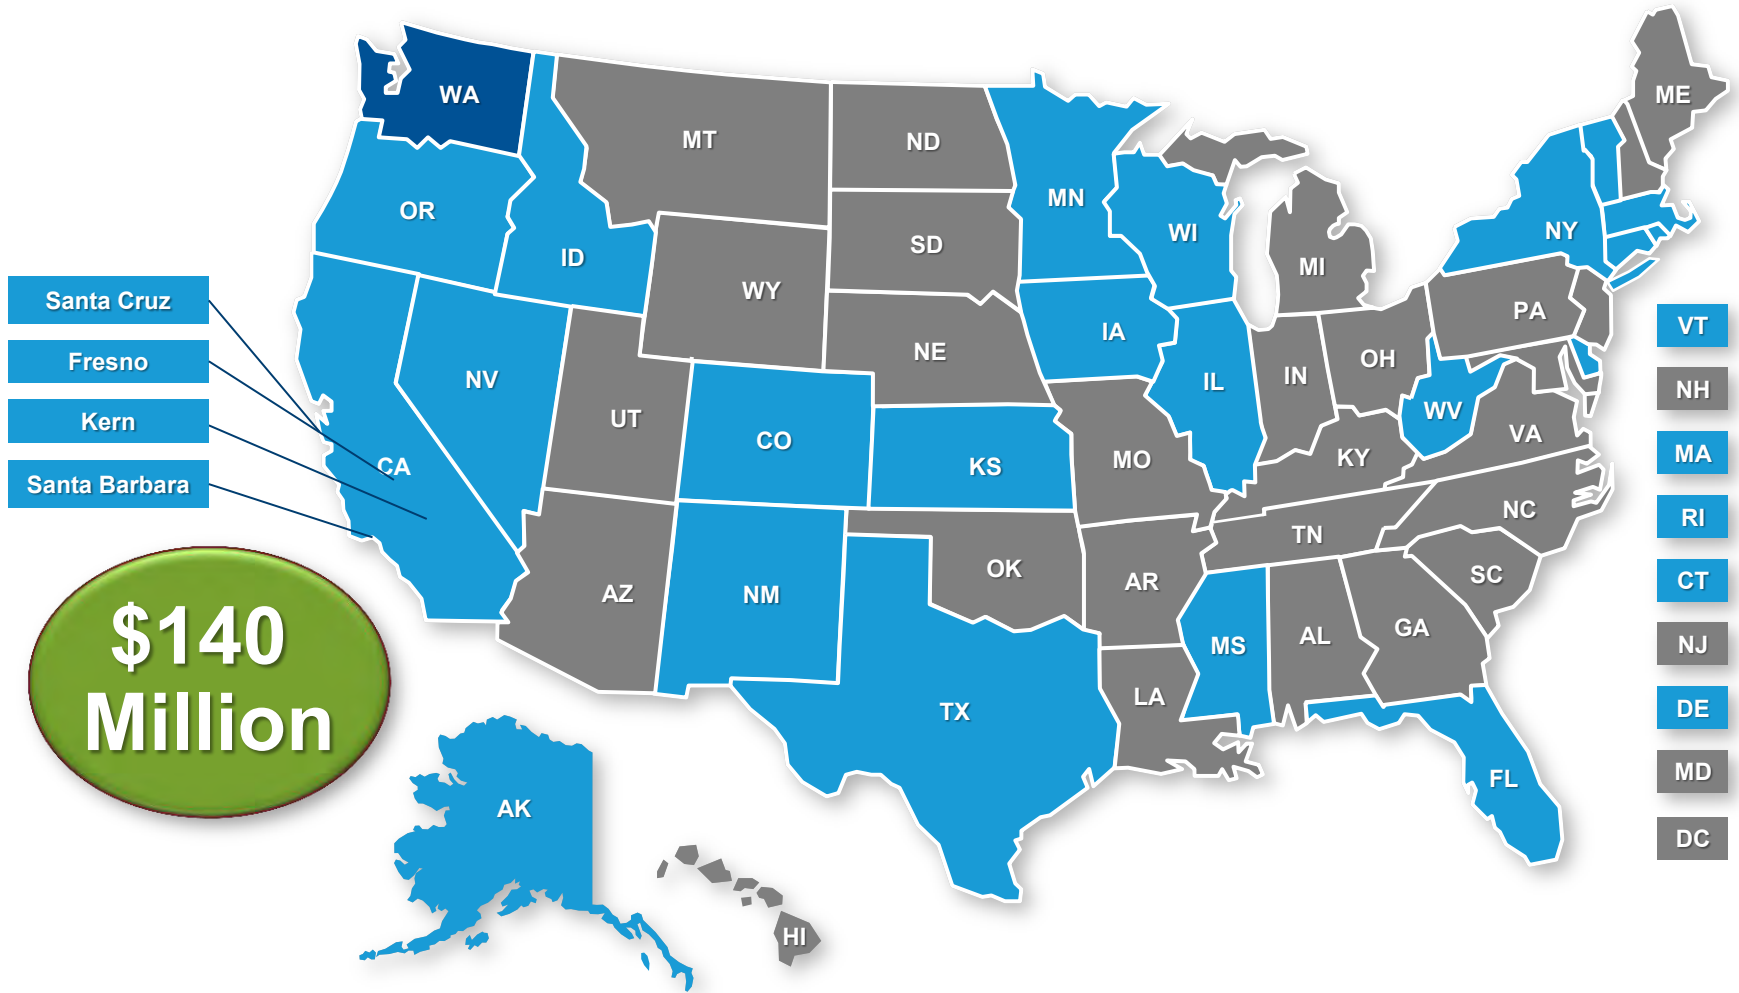 WA
MT
ND
ME
MN
OR
WI
NY
SD
ID
MI
WY
Santa Cruz
PA
VT
IA
NE
OH
Fresno
NV
IN
IL
NH
WV
Kern
UT
CO
VA
MO
KY
MA
CA
KS
Santa Barbara
NC
RI
TN
OK
SC
AR
CT
AZ
NM
$140
Million
GA
AL
MS
NJ
LA
TX
DE
FL
MD
AK
DC
HI